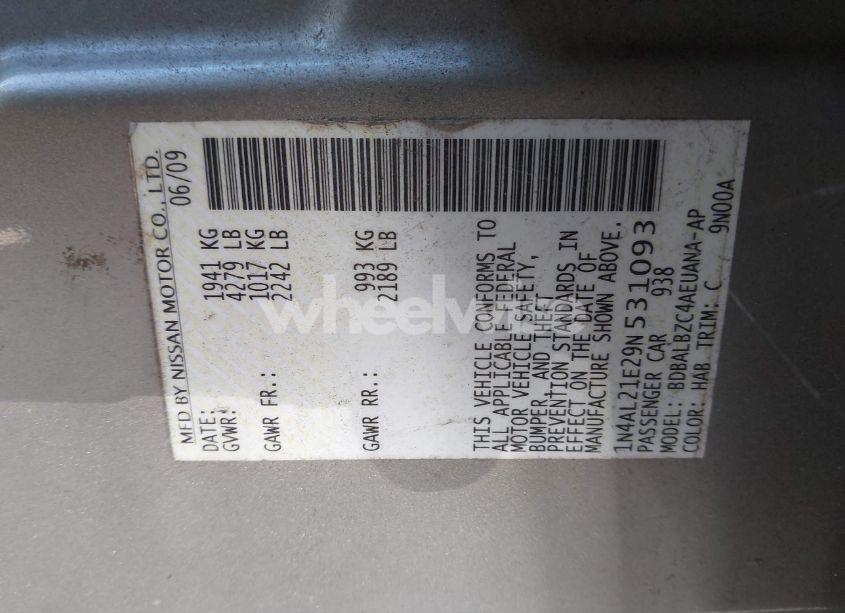 MFD BY NISSAN MOTOR CO., LTD.
DATE: 06/09
GVWR: 1941 KG
4279 LB
GAWR FR.: 1017 KG
2242 LB
GAWR RR.: 993 KG
2189 LB
THIS VEHICLE CONFORMS TO
ALL APPLICABLE FEDERAL
MOTOR VEHICLE SAFETY,
BUMPER, AND THEFT
PREVENTION STANDARDS IN
EFFECT ON THE DATE OF
MANUFACTURE SHOWN ABOVE.
1N4AL21E29N531093
PASSENGER CAR 938
MODEL: BDBALBZC4AEUANA-AP
COLOR: HAB TRIM: C 9N00A